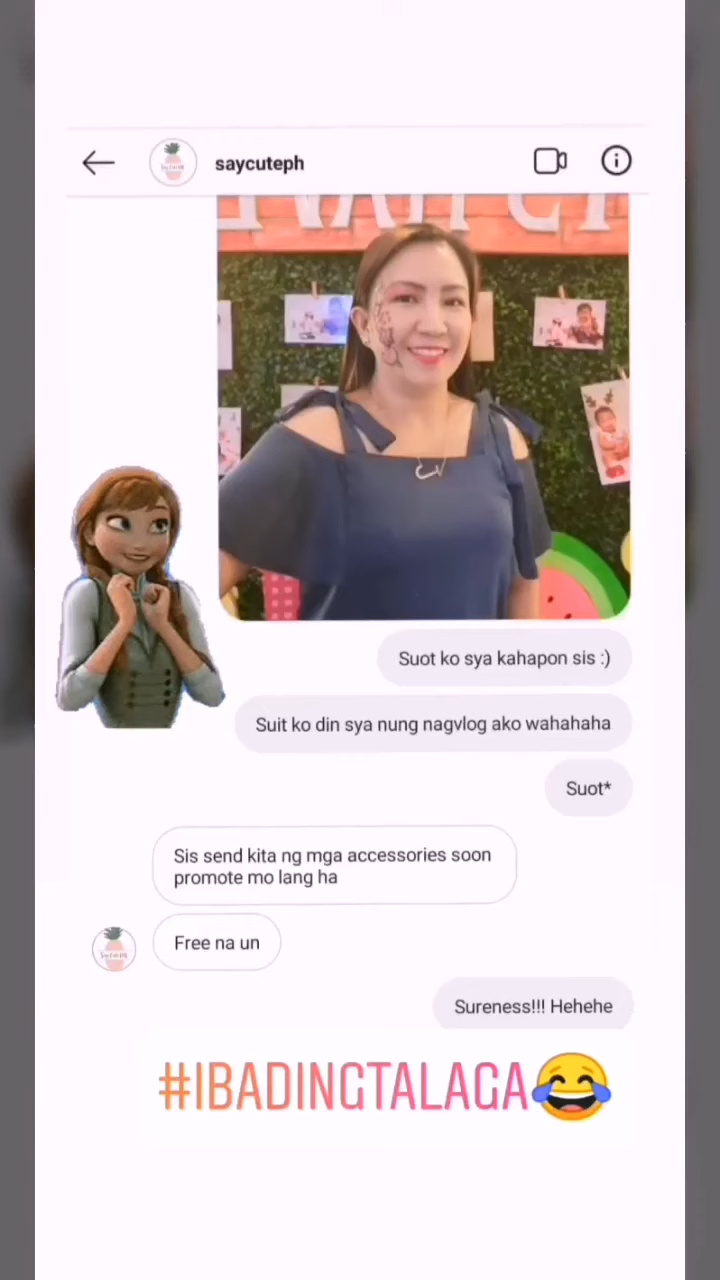 saycuteph
Suot ko sya kahapon sis :)
Suit ko din sya nung nagvlog ako wahahaha
Suot*
Sis send kita ng mga accessories soon
promote mo lang ha
Free na un
Sureness!!! Hehehe
#IBADINGTALAGA😂